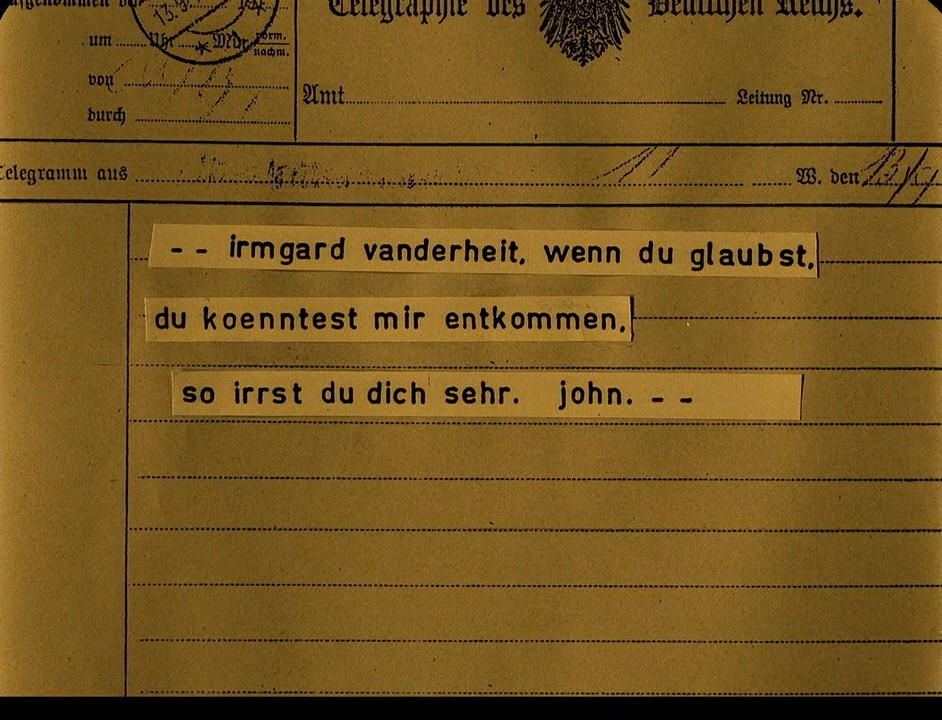 Telegraphie des Deutschen Reichs.
um Uhr Mdr. vorm. nachm.
von
durch
Amt Leitung Nr.
Telegramm aus W. den
-- irmgard vanderheit, wenn du glaubst,
du koenntest mir entkommen,
so irrst du dich sehr. john. --